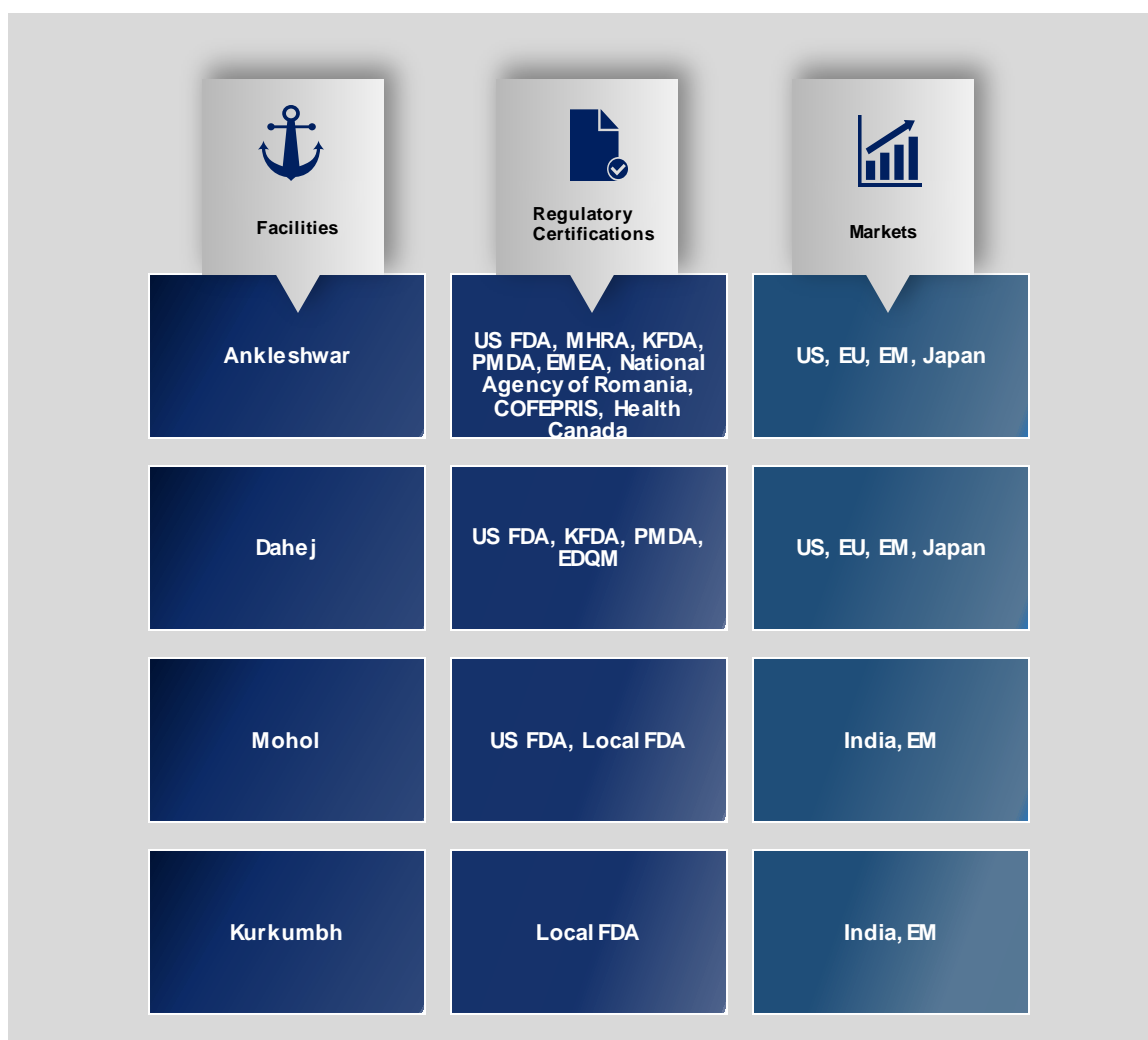 Facilities
Regulatory
Certifications
Markets
Ankleshwar
US FDA, MHRA, KFDA,
PMDA, EMEA, National
Agency of Romania,
COFEPRIS, Health
Canada
US, EU, EM, Japan
Dahej
US FDA, KFDA, PMDA,
EDQM
US, EU, EM, Japan
Mohol
US FDA, Local FDA
India, EM
Kurkumbh
Local FDA
India, EM